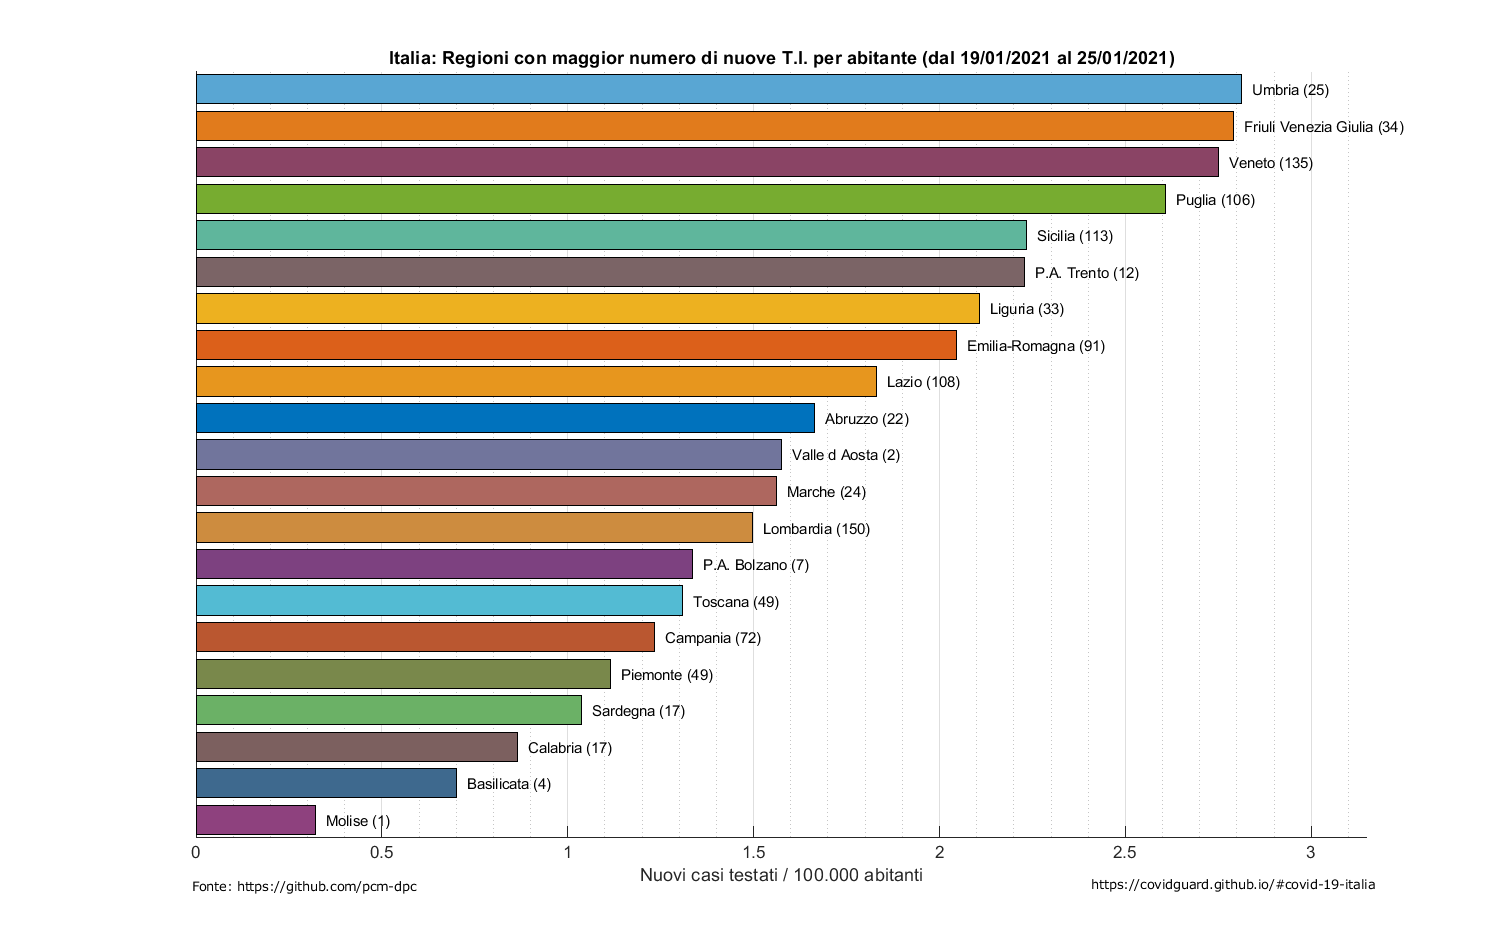 Italia: Regioni con maggior numero di nuove T.I. per abitante (dal 19/01/2021 al 25/01/2021)
Umbria (25)
Friuli Venezia Giulia (34)
Veneto (135)
Puglia (106)
Sicilia (113)
P.A. Trento (12)
Liguria (33)
Emilia-Romagna (91)
Lazio (108)
Abruzzo (22)
Valle d Aosta (2)
Marche (24)
Lombardia (150)
P.A. Bolzano (7)
Toscana (49)
Campania (72)
Piemonte (49)
Sardegna (17)
Calabria (17)
Basilicata (4)
Molise (1)
0 0.5 1 1.5 2 2.5 3
Nuovi casi testati / 100.000 abitanti
Fonte: https://github.com/pcm-dpc
https://covidguard.github.io/#covid-19-italia